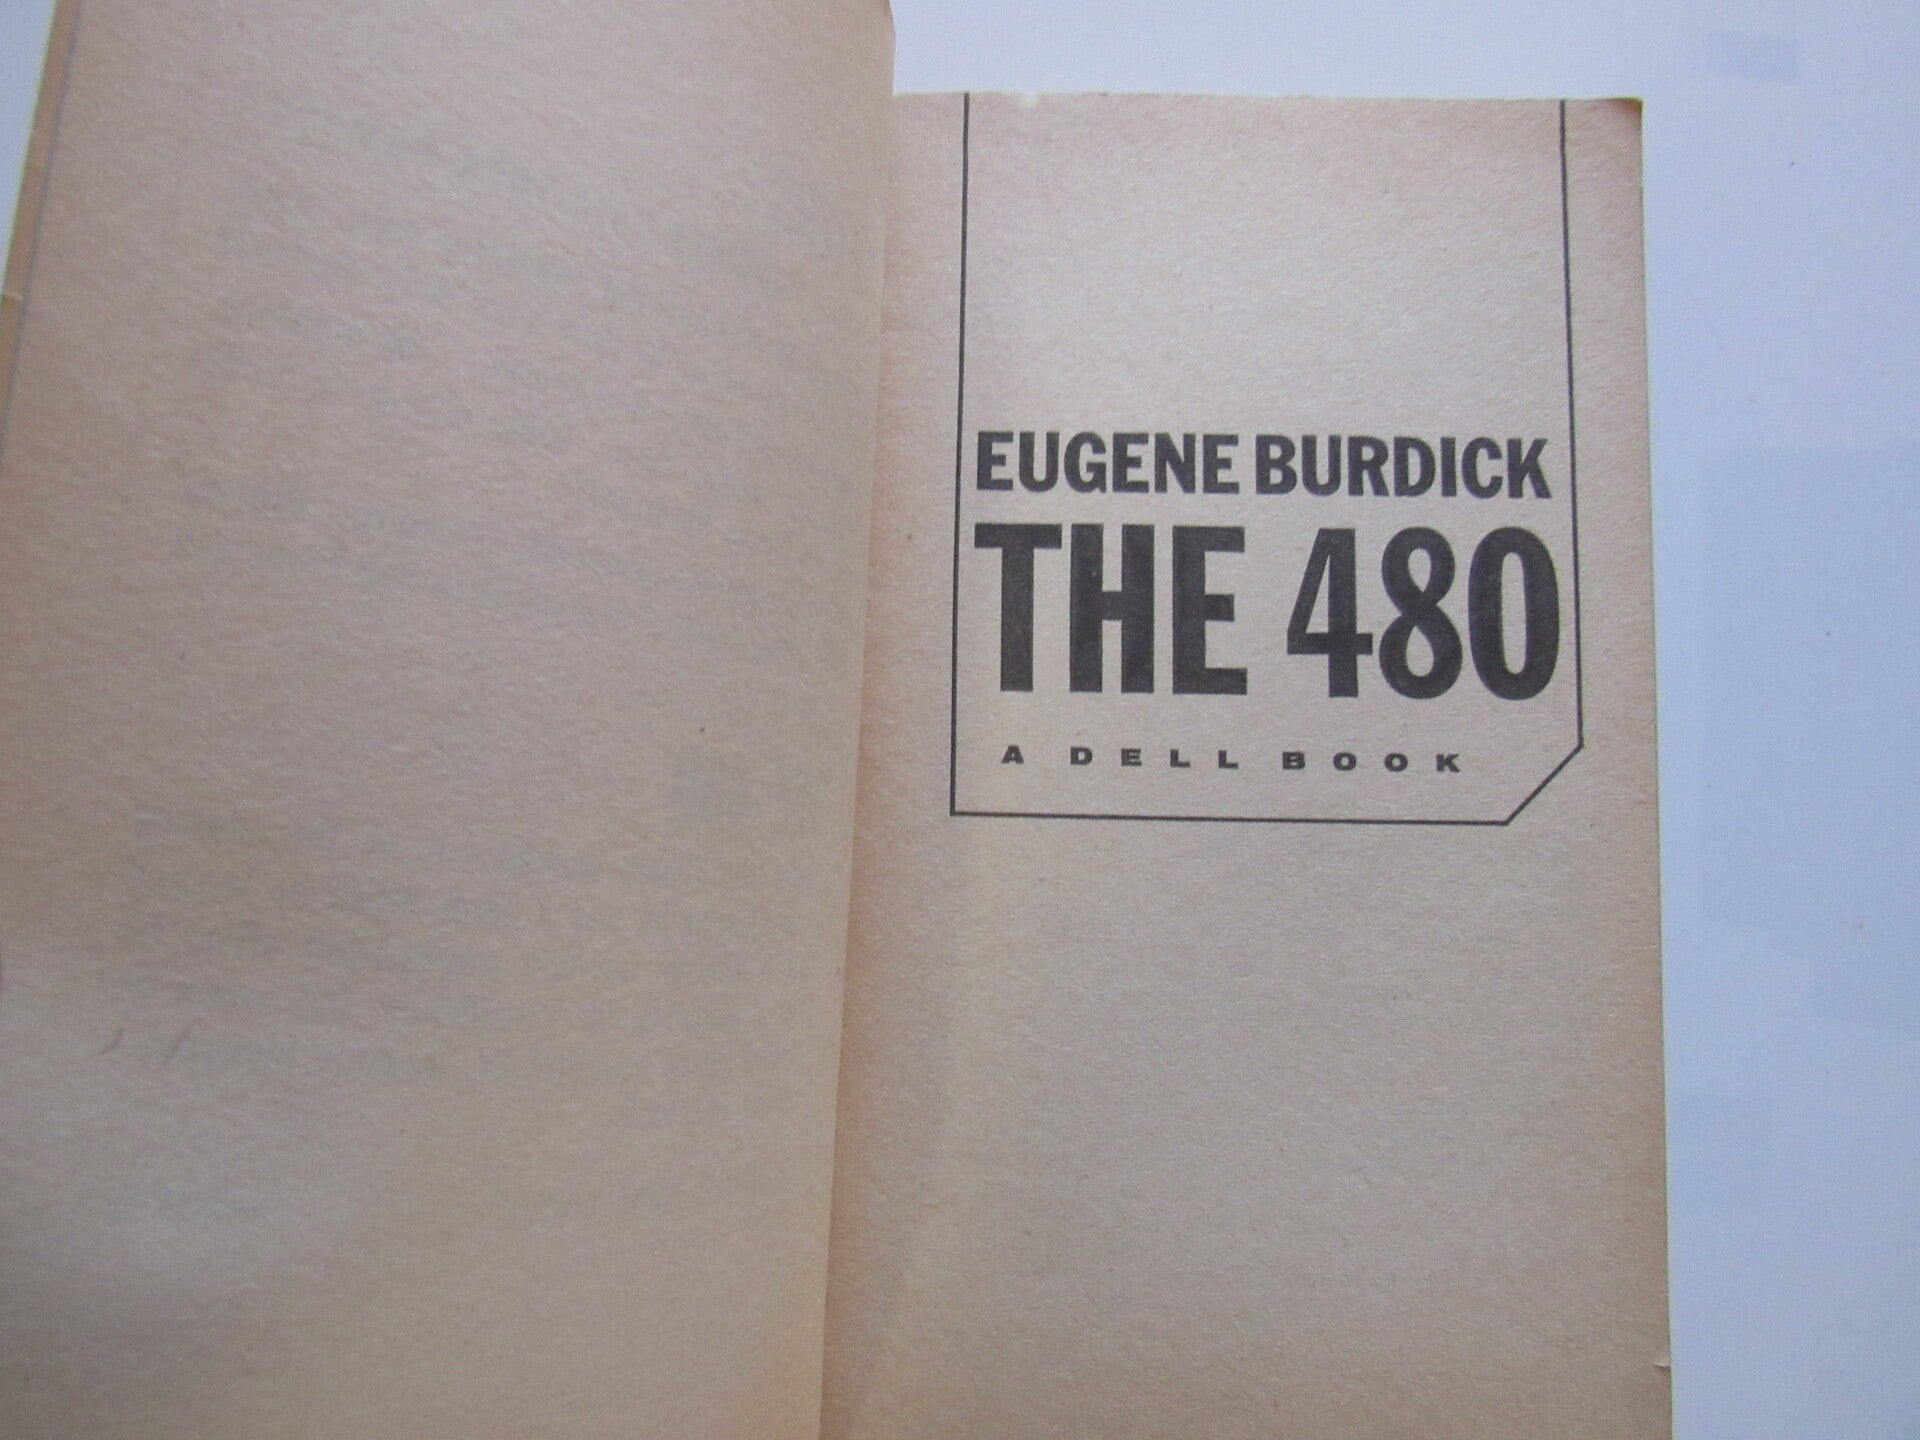 EUGENE BURDICK
THE 480
A DELL BOOK